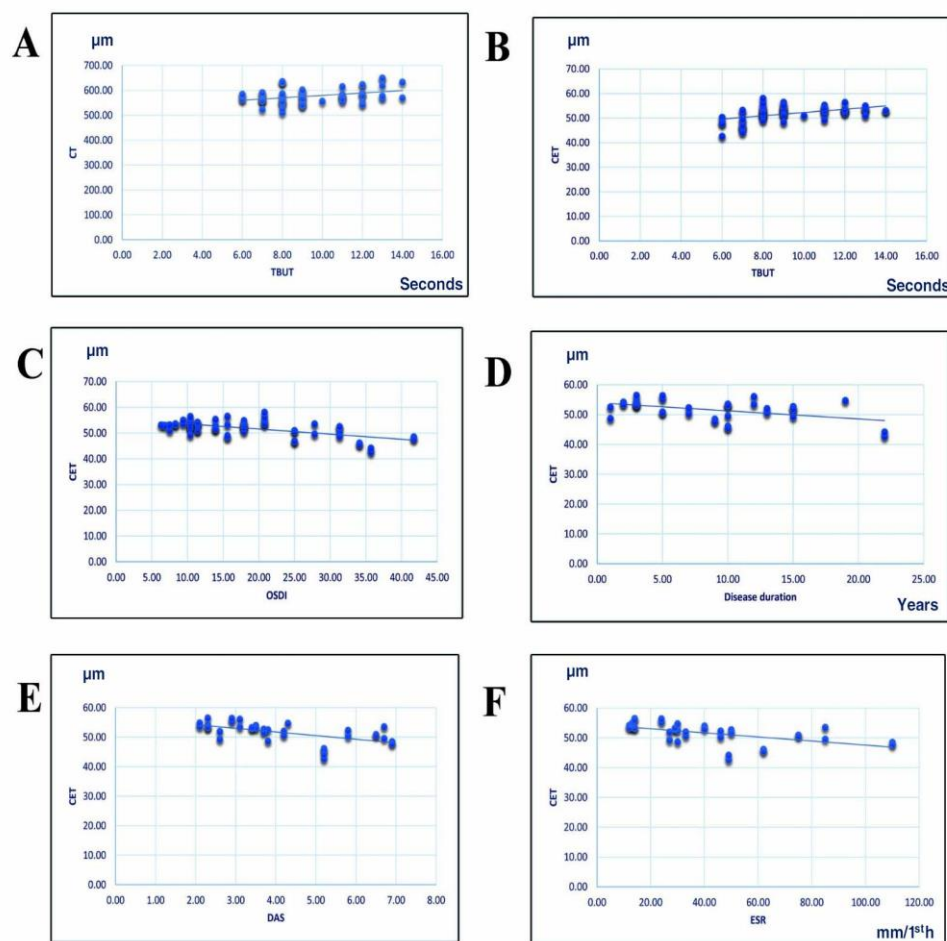 A
µm
700.00
600.00
500.00
400.00
300.00
200.00
100.00
0.00
CT
0.00 2.00 4.00 6.00 8.00 10.00 12.00 14.00 16.00
TBUT
Seconds
B
µm
70.00
60.00
50.00
40.00
30.00
20.00
10.00
0.00
CET
0.00 2.00 4.00 6.00 8.00 10.00 12.00 14.00 16.00
TBUT
Seconds
C
µm
70.00
60.00
50.00
40.00
30.00
20.00
10.00
0.00
CET
0.00 5.00 10.00 15.00 20.00 25.00 30.00 35.00 40.00 45.00
OSDI
D
µm
60.00
50.00
40.00
30.00
20.00
10.00
0.00
CET
0.00 5.00 10.00 15.00 20.00 25.00
Disease duration
Years
E
µm
60.00
50.00
40.00
30.00
20.00
10.00
0.00
CET
0.00 1.00 2.00 3.00 4.00 5.00 6.00 7.00 8.00
DAS
F
µm
60.00
50.00
40.00
30.00
20.00
10.00
0.00
CET
0.00 20.00 40.00 60.00 80.00 100.00 120.00
ESR
mm/1st h